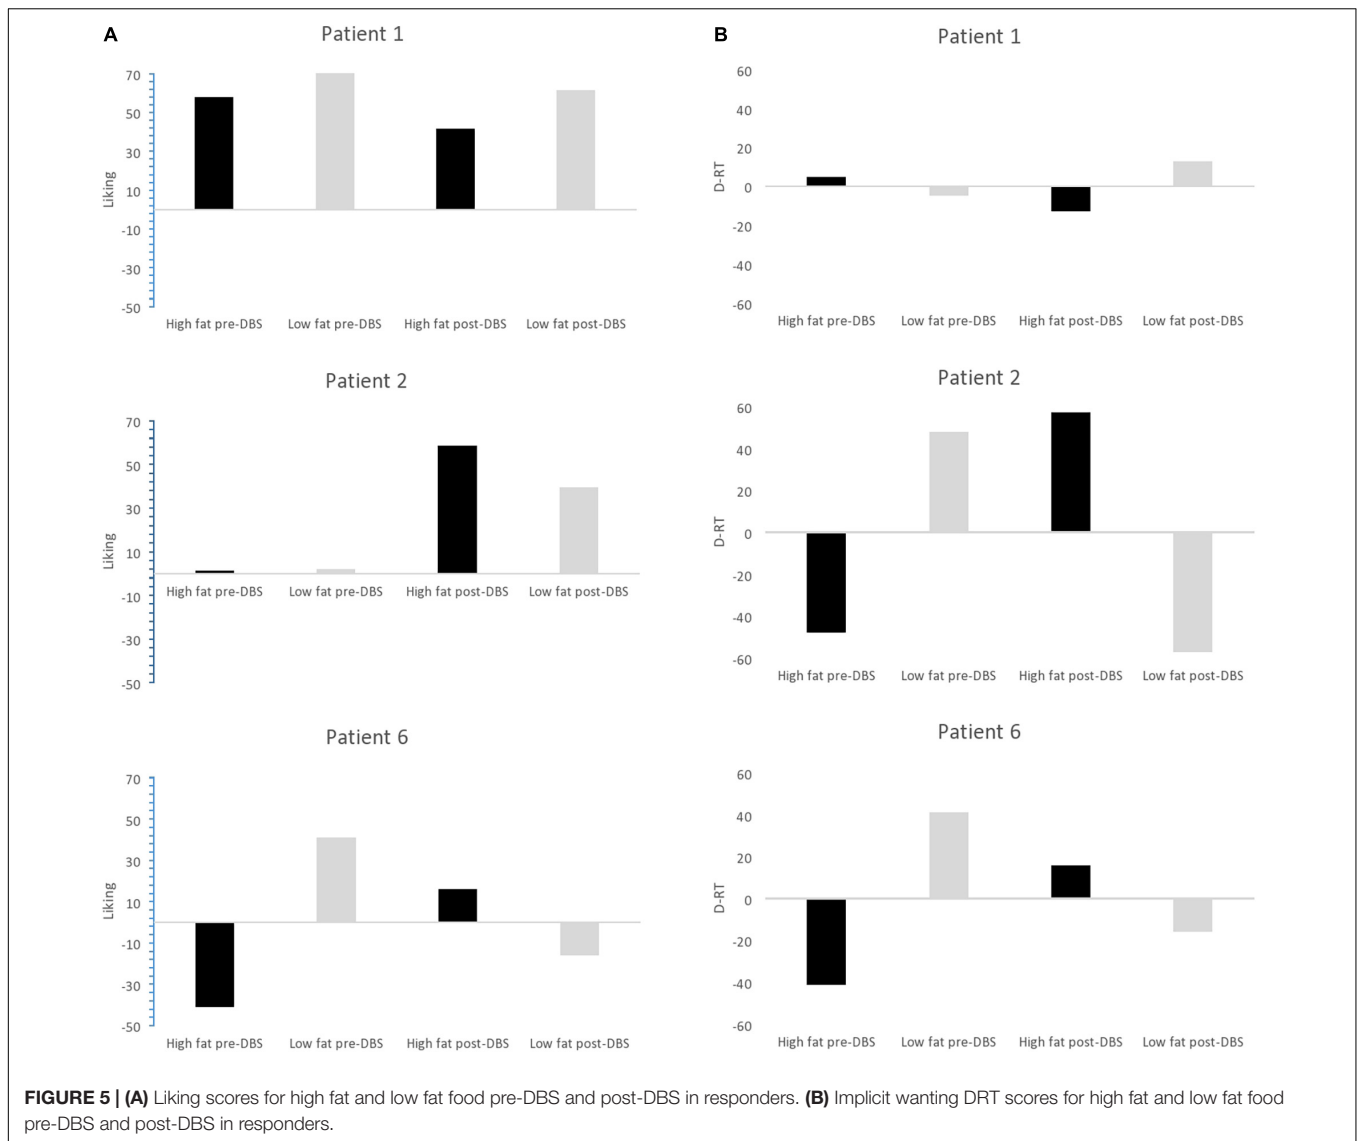 A
Patient 1
70
50
30
10
-10
-30
-50
Liking
High fat pre-DBS Low fat pre-DBS High fat post-DBS Low fat post-DBS
Patient 2
70
50
30
10
-10
-30
-50
Liking
High fat pre-DBS Low fat pre-DBS High fat post-DBS Low fat post-DBS
Patient 6
70
50
30
10
-10
-30
-50
Liking
High fat pre-DBS Low fat pre-DBS High fat post-DBS Low fat post-DBS
B
Patient 1
60
40
20
0
-20
-40
-60
D-RT
High fat pre-DBS Low fat pre-DBS High fat post-DBS Low fat post-DBS
Patient 2
60
40
20
0
-20
-40
-60
D-RT
High fat pre-DBS Low fat pre-DBS High fat post-DBS Low fat post-DBS
Patient 6
60
40
20
0
-20
-40
-60
D-RT
High fat pre-DBS Low fat pre-DBS High fat post-DBS Low fat post-DBS
FIGURE 5 | (A) Liking scores for high fat and low fat food pre-DBS and post-DBS in responders. (B) Implicit wanting DRT scores for high fat and low fat food
pre-DBS and post-DBS in responders.